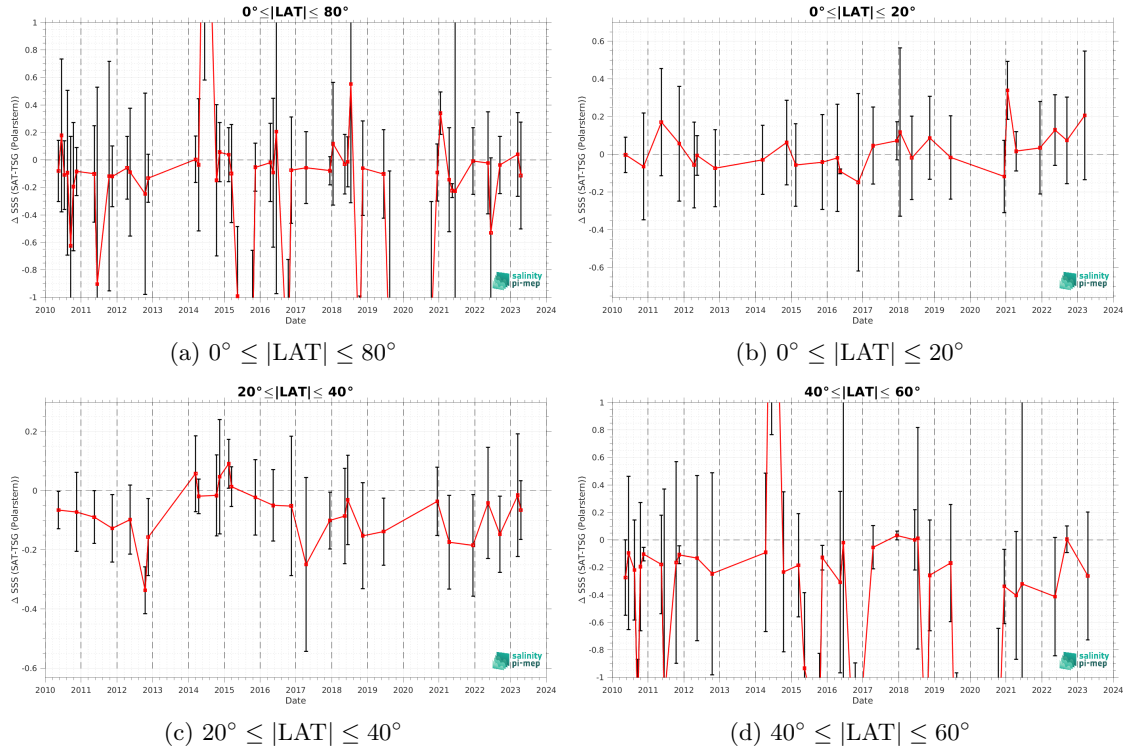 0°≤|LAT|≤ 80°
Δ SSS (SAT-TSG (Polarstern))
1
0.8
0.6
0.4
0.2
0
-0.2
-0.4
-0.6
-0.8
-1
2010 2011 2012 2013 2014 2015 2016 2017 2018 2019 2020 2021 2022 2023 2024
Date
salinity
pi-mep
(a) 0° ≤ |LAT| ≤ 80°
0°≤|LAT|≤ 20°
Δ SSS (SAT-TSG (Polarstern))
0.6
0.4
0.2
0
-0.2
-0.4
-0.6
2010 2011 2012 2013 2014 2015 2016 2017 2018 2019 2020 2021 2022 2023 2024
Date
salinity
pi-mep
(b) 0° ≤ |LAT| ≤ 20°
20°≤|LAT|≤ 40°
Δ SSS (SAT-TSG (Polarstern))
0.2
0
-0.2
-0.4
-0.6
2010 2011 2012 2013 2014 2015 2016 2017 2018 2019 2020 2021 2022 2023 2024
Date
salinity
pi-mep
(c) 20° ≤ |LAT| ≤ 40°
40°≤|LAT|≤ 60°
Δ SSS (SAT-TSG (Polarstern))
1
0.8
0.6
0.4
0.2
0
-0.2
-0.4
-0.6
-0.8
-1
2010 2011 2012 2013 2014 2015 2016 2017 2018 2019 2020 2021 2022 2023 2024
Date
salinity
pi-mep
(d) 40° ≤ |LAT| ≤ 60°